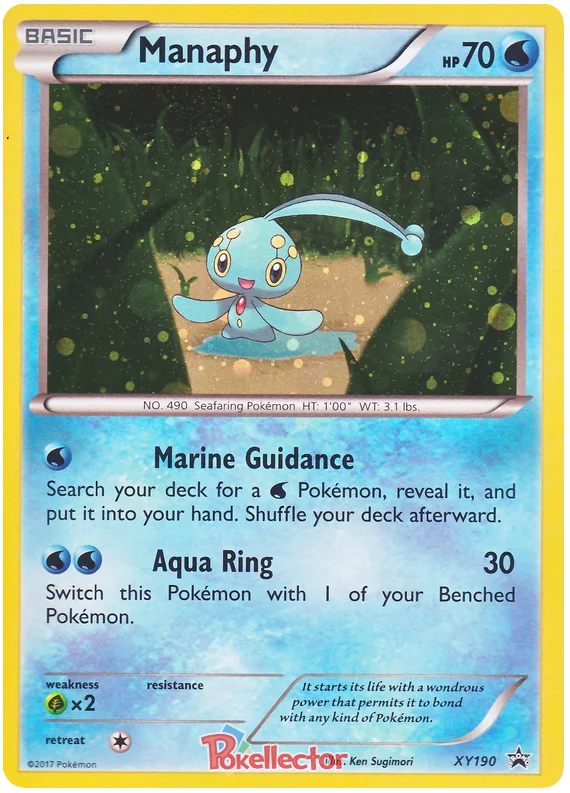 BASIC
Manaphy
HP 70
NO. 490 Seafaring Pokémon HT: 1'00" WT: 3.1 lbs.
Marine Guidance
Search your deck for a Pokémon, reveal it, and
put it into your hand. Shuffle your deck afterward.
Aqua Ring 30
Switch this Pokémon with 1 of your Benched
Pokémon.
weakness resistance
×2
retreat
It starts its life with a wondrous
power that permits it to bond
with any kind of Pokémon.
©2017 Pokémon
Pokellector
Illus. Ken Sugimori
XY190